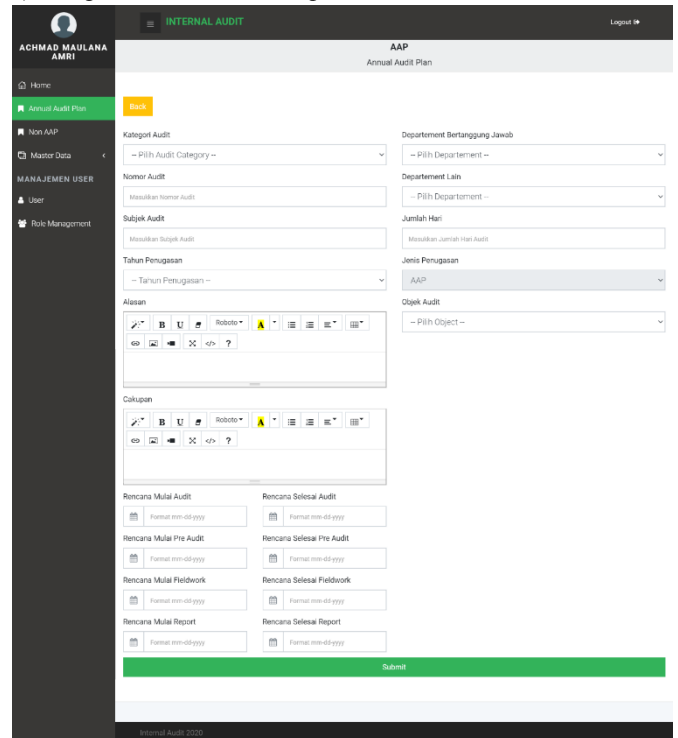 INTERNAL AUDIT
Logout
ACHMAD MAULANA
AMRI
Home
Annual Audit Plan
Non AAP
Master Data
MANAJEMEN USER
User
Role Management
AAP
Annual Audit Plan
Back
Kategori Audit
-- Pilih Audit Category --
Nomor Audit
Masukkan Nomor Audit
Subjek Audit
Masukkan Subjek Audit
Tahun Penugasan
-- Tahun Penugasan --
Alasan
B U Roboto A
</> ?
Cakupan
B U Roboto A
</> ?
Rencana Mulai Audit Rencana Selesai Audit
Format mm-dd-yyyy Format mm-dd-yyyy
Rencana Mulai Pre Audit Rencana Selesai Pre Audit
Format mm-dd-yyyy Format mm-dd-yyyy
Rencana Mulai Fieldwork Rencana Selesai Fieldwork
Format mm-dd-yyyy Format mm-dd-yyyy
Rencana Mulai Report Rencana Selesai Report
Format mm-dd-yyyy Format mm-dd-yyyy
Departement Bertanggung Jawab
-- Pilih Departement --
Departement Lain
-- Pilih Departement --
Jumlah Hari
Masukkan Jumlah Hari Audit
Jenis Penugasan
AAP
Objek Audit
-- Pilih Object --
Submit
Internal Audit 2020